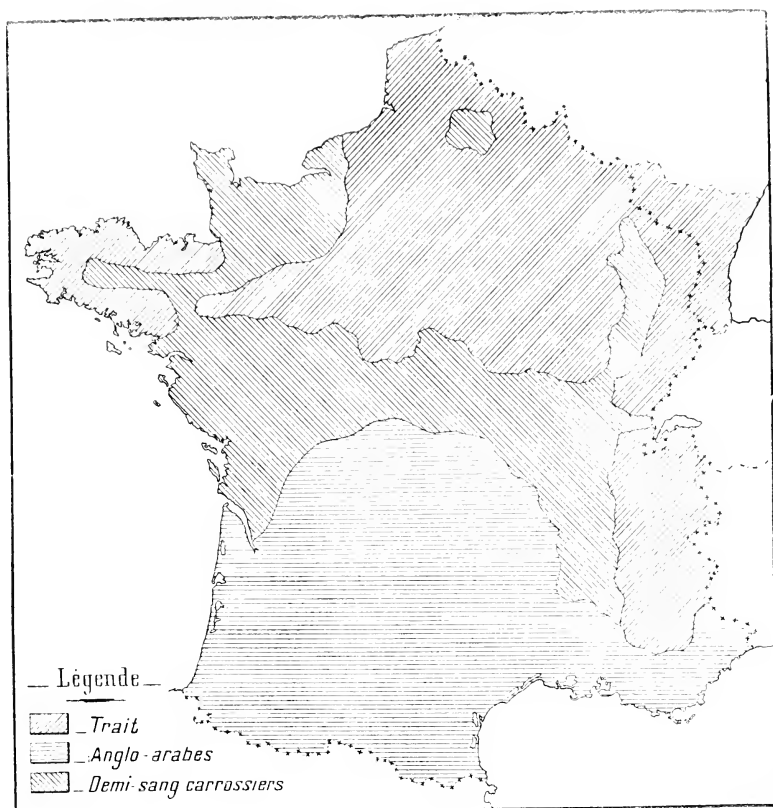 _ Légende _
_ Trait
_ Anglo-arabes
_ Demi-sang carrossiers